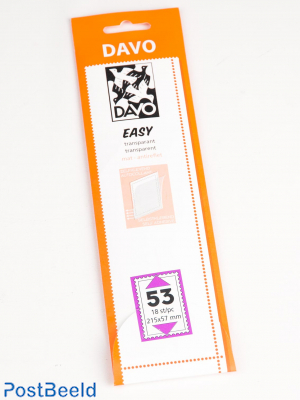 DAVO
DAVO
EASY
transparant
transparent
53
18 st/pc
215x57 mm
PostBeeld